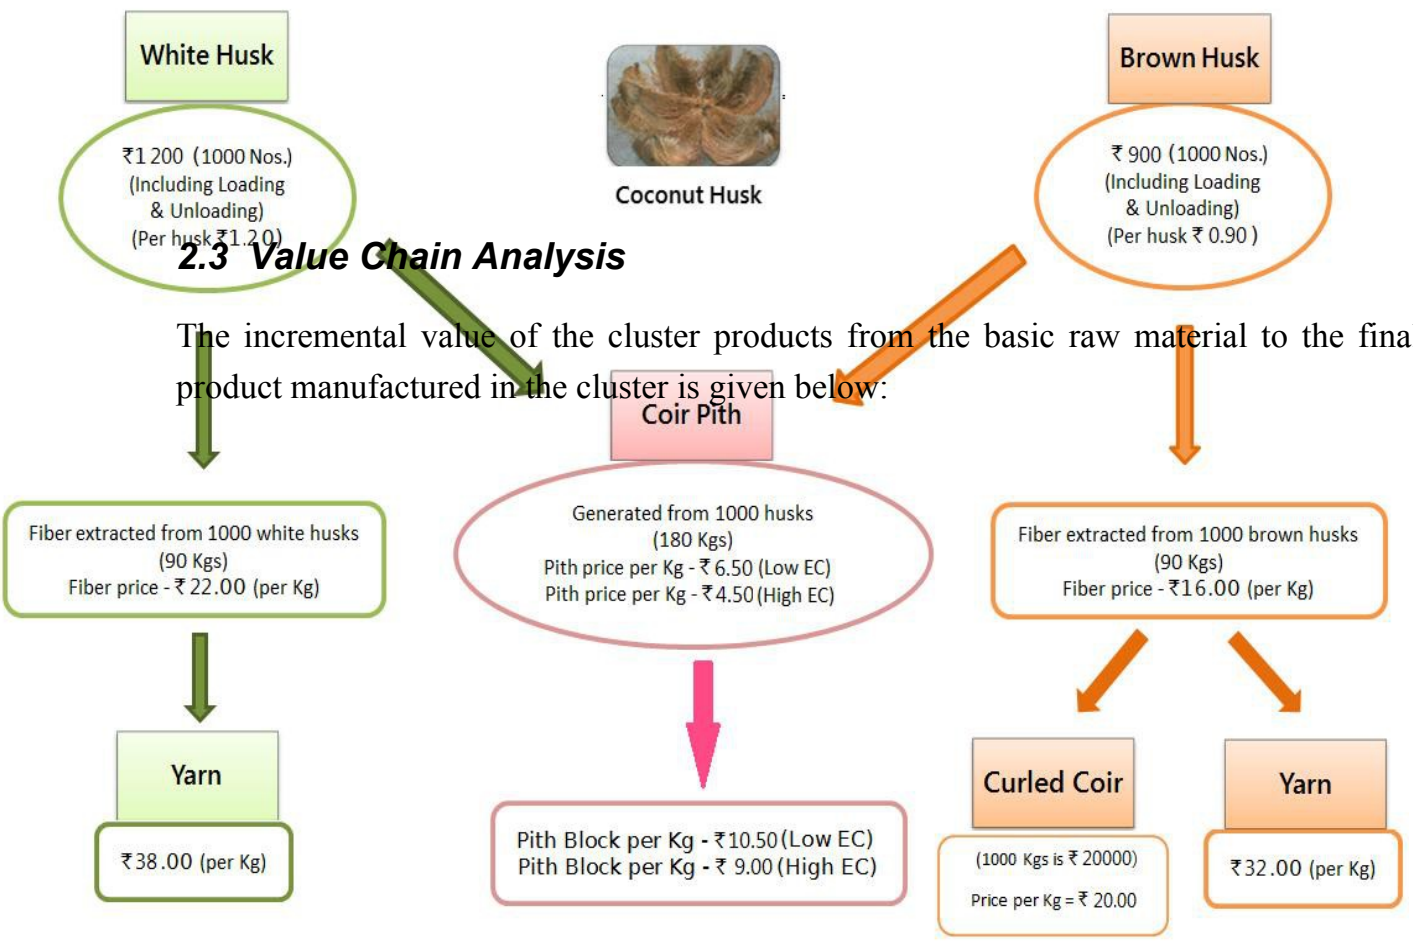 White Husk
₹1200 (1000 Nos.)
(Including Loading
& Unloading)
(Per husk ₹1.20)
Coconut Husk
Brown Husk
₹ 900 (1000 Nos.)
(Including Loading
& Unloading)
(Per husk ₹ 0.90 )
2.3 Value Chain Analysis
The incremental value of the cluster products from the basic raw material to the fina
product manufactured in the cluster is given below:
Coir Pith
Fiber extracted from 1000 white husks
(90 Kgs)
Fiber price - ₹ 22.00 (per Kg)
Generated from 1000 husks
(180 Kgs)
Pith price per Kg - ₹ 6.50 (Low EC)
Pith price per Kg - ₹ 4.50 (High EC)
Fiber extracted from 1000 brown husks
(90 Kgs)
Fiber price - ₹16.00 (per Kg)
Yarn
₹38.00 (per Kg)
Pith Block per Kg - ₹10.50 (Low EC)
Pith Block per Kg - ₹ 9.00 (High EC)
Curled Coir
(1000 Kgs is ₹ 20000)
Price per Kg = ₹ 20.00
Yarn
₹32.00 (per Kg)